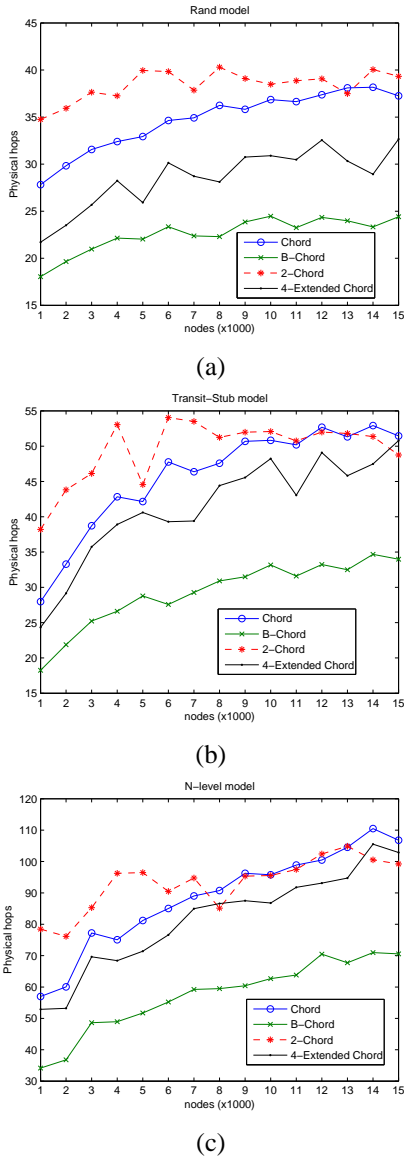 Rand model
45
40
35
30
25
20
15
Physical hops
Chord
B−Chord
2−Chord
4−Extended Chord
1 2 3 4 5 6 7 8 9 10 11 12 13 14 15
nodes (x1000)
(a)
Transit−Stub model
55
50
45
40
35
30
25
20
15
Physical hops
Chord
B−Chord
2−Chord
4−Extended Chord
1 2 3 4 5 6 7 8 9 10 11 12 13 14 15
nodes (x1000)
(b)
N−level model
120
110
100
90
80
70
60
50
40
30
Physical hops
Chord
B−Chord
2−Chord
4−Extended Chord
1 2 3 4 5 6 7 8 9 10 11 12 13 14 15
nodes (x1000)
(c)